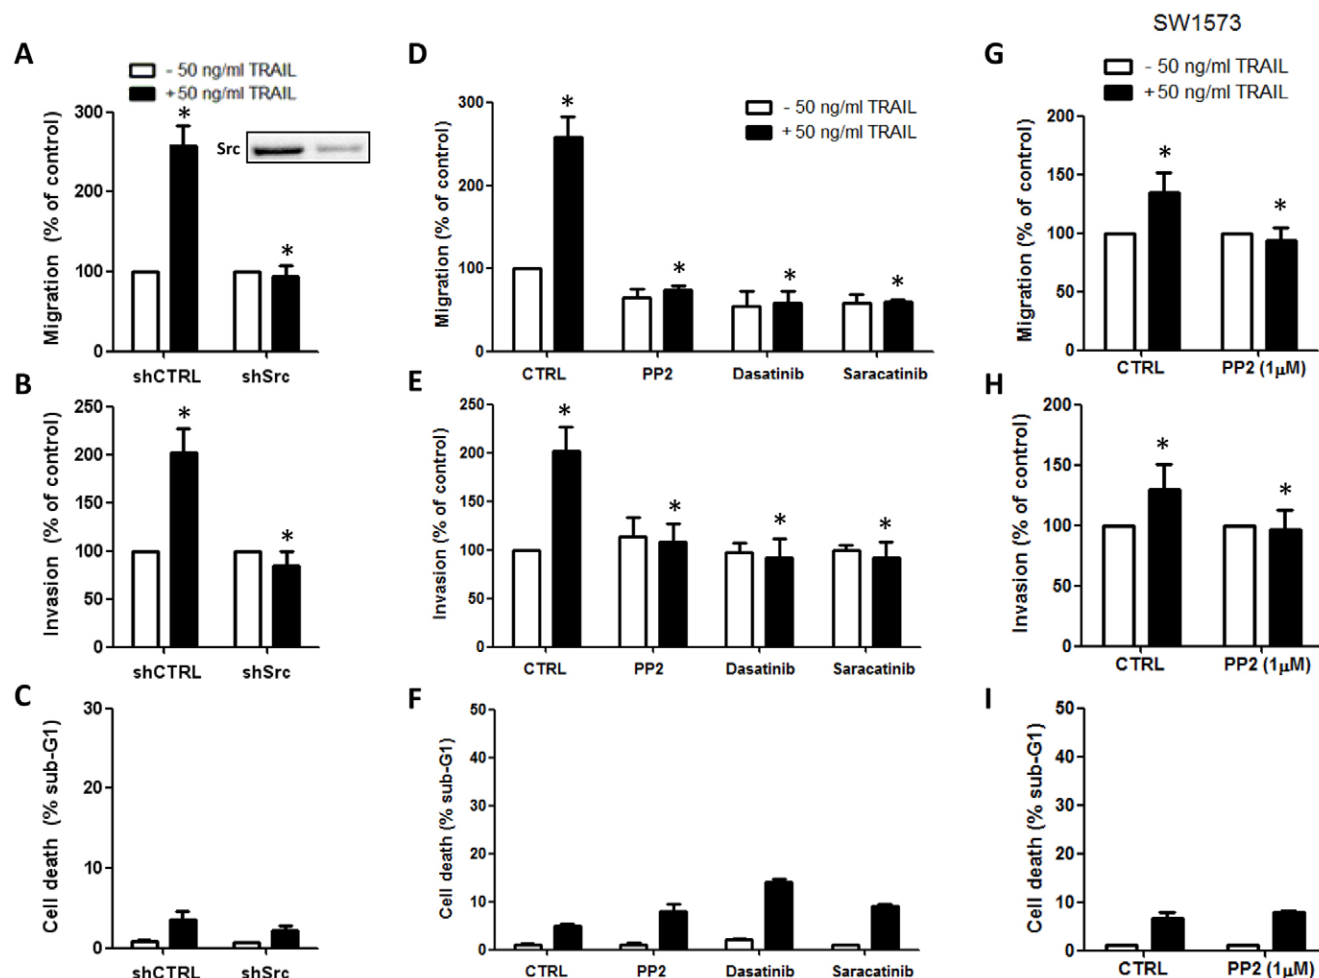 SW1573
A
- 50 ng/ml TRAIL
+ 50 ng/ml TRAIL
Migration (% of control)
300
200
100
0
*
*
Src
shCTRL
shSrc
D
- 50 ng/ml TRAIL
+ 50 ng/ml TRAIL
Migration (% of control)
300
200
100
0
*
*
*
*
CTRL
PP2
Dasatinib
Saracatinib
G
- 50 ng/ml TRAIL
+ 50 ng/ml TRAIL
Migration (% of control)
200
150
100
50
0
*
*
CTRL
PP2 (1µM)
B
Invasion (% of control)
250
200
150
100
50
0
*
*
shCTRL
shSrc
E
Invasion (% of control)
250
200
150
100
50
0
*
*
*
*
CTRL
PP2
Dasatinib
Saracatinib
H
Invasion (% of control)
200
150
100
50
0
*
*
CTRL
PP2 (1µM)
C
Cell death (% sub-G1)
30
20
10
0
shCTRL
shSrc
F
Cell death (% sub-G1)
50
40
30
20
10
0
CTRL
PP2
Dasatinib
Saracatinib
I
Cell death (% sub-G1)
50
40
30
20
10
0
CTRL
PP2 (1µM)